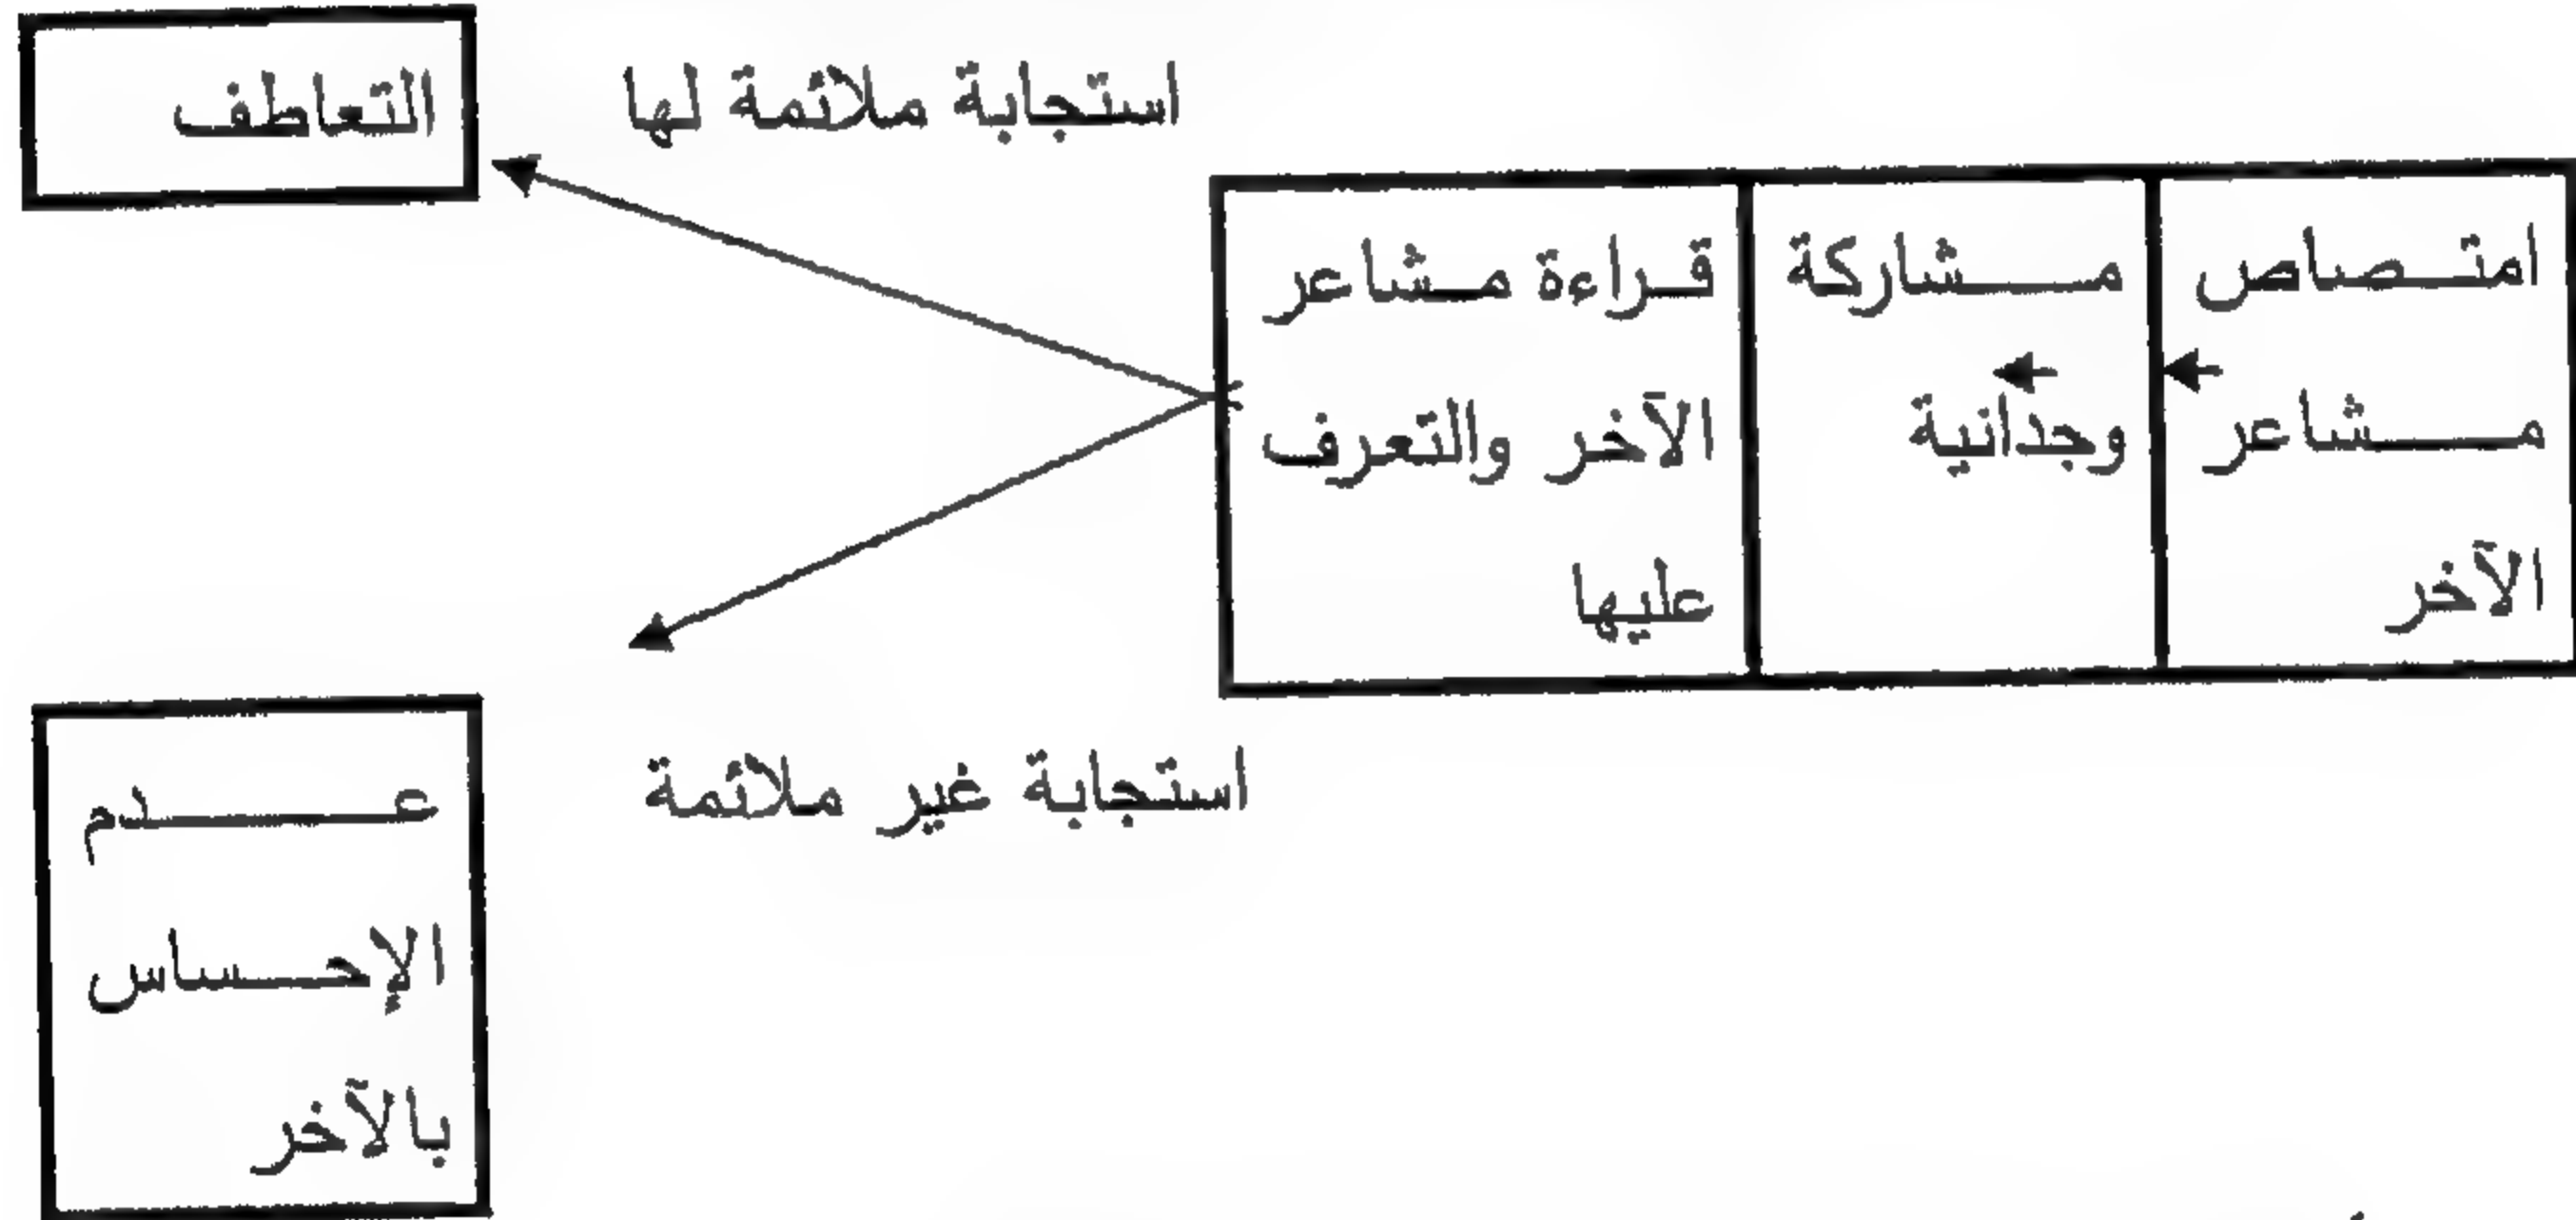 التعاطف
استجابة ملائمة لها
امتصاص
مشاعر
الآخر
مشاركة
وجدانية
قراءة مشاعر
الآخر والتعرف
عليها
استجابة غير ملائمة
عدم
الإحساس
بالآخر